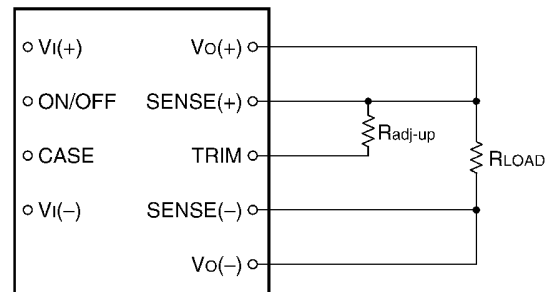 VI(+) VO(+)
ON/OFF SENSE(+)
Radj-up
CASE TRIM
RLOAD
VI(−) SENSE(−)
VO(−)